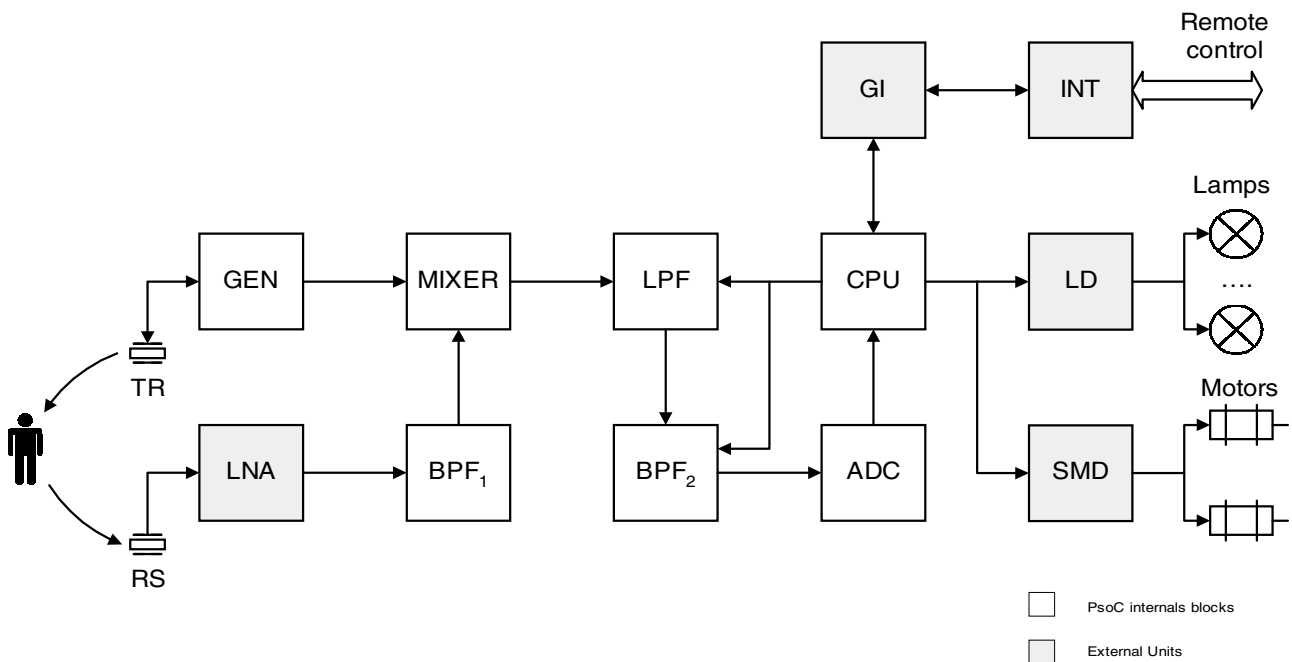 Remote
control
GI
INT
Lamps
GEN
MIXER
LPF
CPU
LD
....
TR
Motors
LNA
BPF1
BPF2
ADC
SMD
RS
PsoC internals blocks
External Units